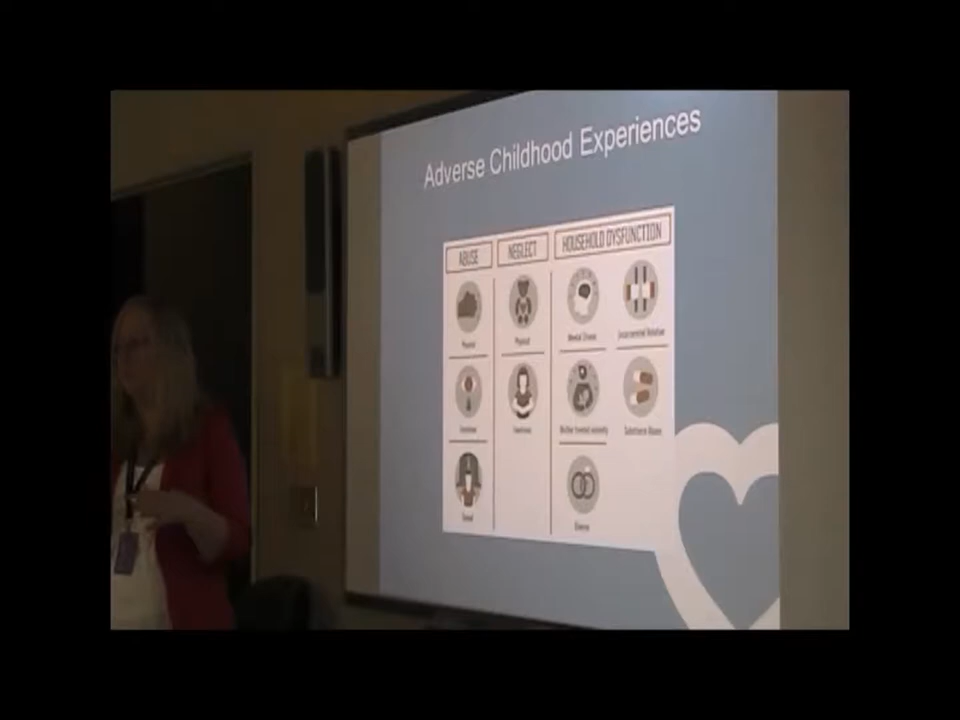 Adverse Childhood Experiences
ABUSE
NEGLECT
HOUSEHOLD DYSFUNCTION
Physical
Physical
Mental Illness
Incarcerated Relative
Emotional
Emotional
Mother treated violently
Substance Abuse
Sexual
Divorce